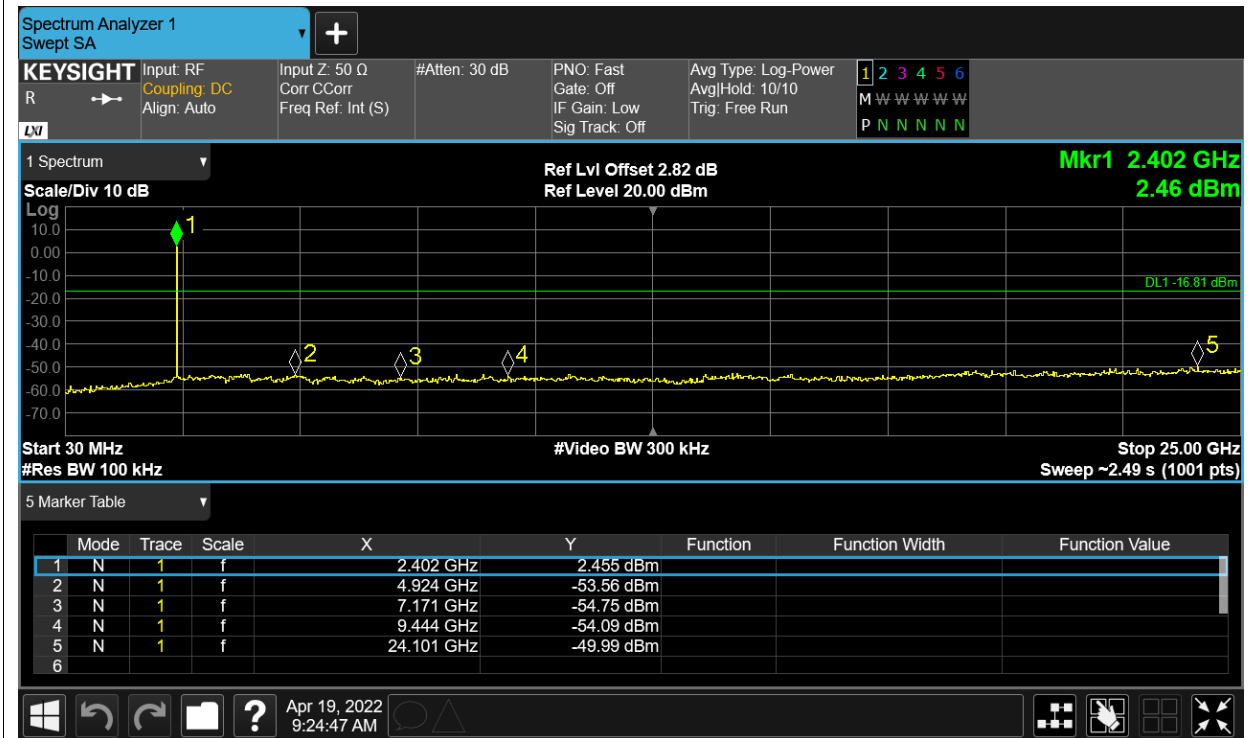 Spectrum Analyzer 1
Swept SA
KEYSIGHT
R
LXI
Input: RF
Coupling: DC
Align: Auto
Input Z: 50 Ω
Corr CCorr
Freq Ref: Int (S)
#Atten: 30 dB
PNO: Fast
Gate: Off
IF Gain: Low
Sig Track: Off
Avg Type: Log-Power
Avg|Hold: 10/10
Trig: Free Run
1 2 3 4 5 6
M W W W W W
P N N N N N
1 Spectrum
Scale/Div 10 dB
Ref Lvl Offset 2.82 dB
Ref Level 20.00 dBm
Mkr1 2.402 GHz
2.46 dBm
Log
10.0
0.00
-10.0
-20.0
-30.0
-40.0
-50.0
-60.0
-70.0
1
2
3
4
5
DL1 -16.81 dBm
Start 30 MHz
#Res BW 100 kHz
#Video BW 300 kHz
Stop 25.00 GHz
Sweep ~2.49 s (1001 pts)
5 Marker Table
Mode Trace Scale X Y Function Function Width Function Value
1 N 1 f 2.402 GHz 2.455 dBm
2 N 1 f 4.924 GHz -53.56 dBm
3 N 1 f 7.171 GHz -54.75 dBm
4 N 1 f 9.444 GHz -54.09 dBm
5 N 1 f 24.101 GHz -49.99 dBm
6
?
Apr 19, 2022
9:24:47 AM